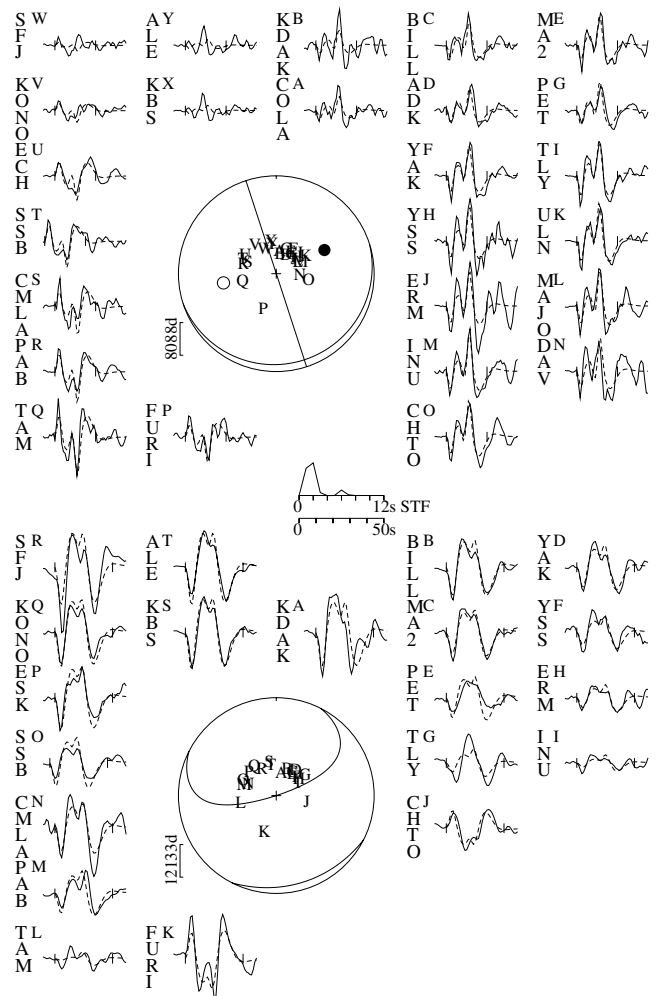 SFJ W
ALE Y
KDAK B
BILL C
MA2 E
KONO V
KBS X
COLA A
ADK D
PET G
ECH U
YAK F
TLY I
SSB T
YSS H
ULN K
CMLA S
ERM J
MAJO L
PAB R
INU M
DAV N
TAM Q
FURI P
CHTO O
V W
Q N O
P
8088d
0 12s STF
0 50s
SFJ R
ALE T
BILL B
YAK D
KONO Q
KBS S
KDAK A
MA2 C
YSS F
ESK P
PET E
ERM H
SSB O
TLY G
INU I
CMLA N
CHTO J
PAB M
TAM L
FURI K
Q R
L J
K
12133d